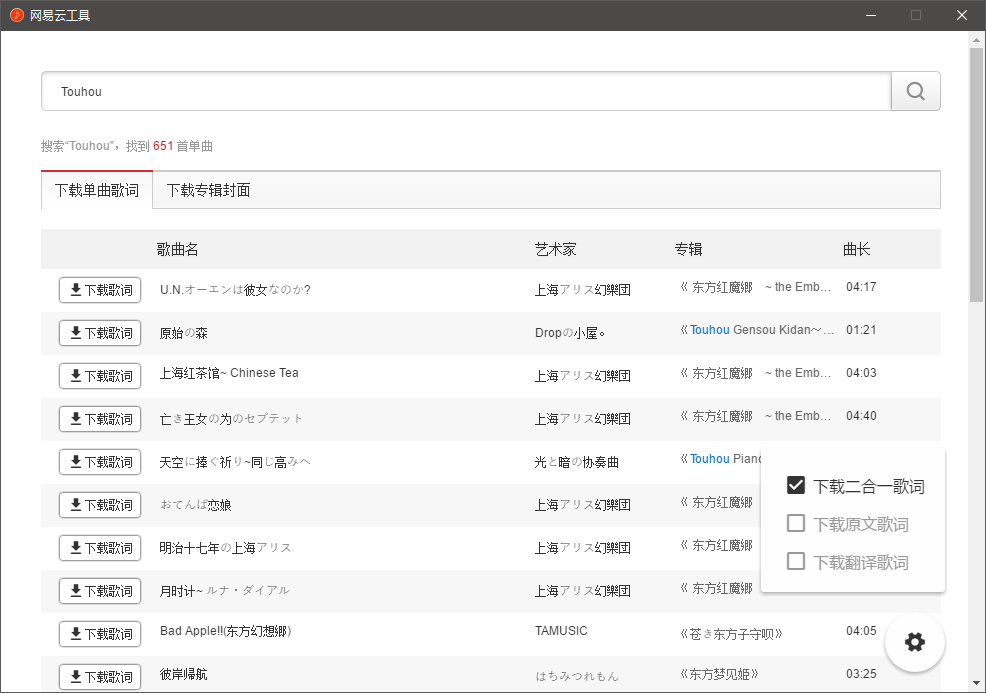 网易云工具
Touhou
搜索“Touhou”，找到 651 首单曲
下载单曲歌词 下载专辑封面
歌曲名 艺术家 专辑 曲长
下载歌词 U.N.オーエンは彼女なのか? 上海アリス幻樂団 《 东方红魔鄉 ～the Emb… 04:17
下载歌词 原始の森 Dropの小屋。 《Touhou Gensou Kidan～… 01:21
下载歌词 上海红茶馆~ Chinese Tea 上海アリス幻樂団 《 东方红魔鄉 ～the Emb… 04:03
下载歌词 亡き王女の为のセプテット 上海アリス幻樂団 《 东方红魔鄉 ～the Emb… 04:40
下载歌词 天空に捧ぐ祈り~同じ高みへ 光と暗の协奏曲 《Touhou Piano
下载歌词 おてんば恋娘 上海アリス幻樂団 《 东方红魔鄉
下载歌词 明治十七年の上海アリス 上海アリス幻樂団 《 东方红魔鄉
下载歌词 月时计~ルナ・ダイアル 上海アリス幻樂団 《 东方红魔鄉
下载歌词 Bad Apple!!(东方幻想鄉) TAMUSIC 《苍き东方子守呗》 04:05
下载歌词 彼岸帰航 はちみつれもん 《东方梦见姫》 03:25
下载二合一歌词
下载原文歌词
下载翻译歌词